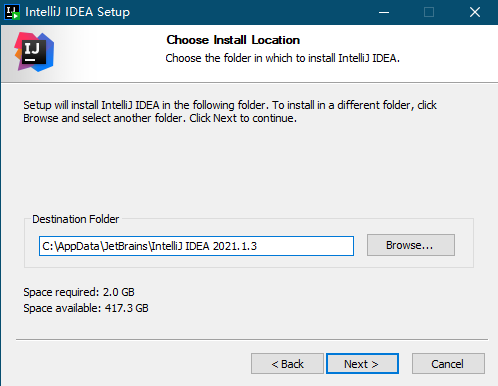 IntelliJ IDEA Setup
IJ
Choose Install Location
Choose the folder in which to install IntelliJ IDEA.
Setup will install IntelliJ IDEA in the following folder. To install in a different folder, click
Browse and select another folder. Click Next to continue.
Destination Folder
C:\AppData\JetBrains\IntelliJ IDEA 2021.1.3
Browse...
Space required: 2.0 GB
Space available: 417.3 GB
< Back
Next >
Cancel